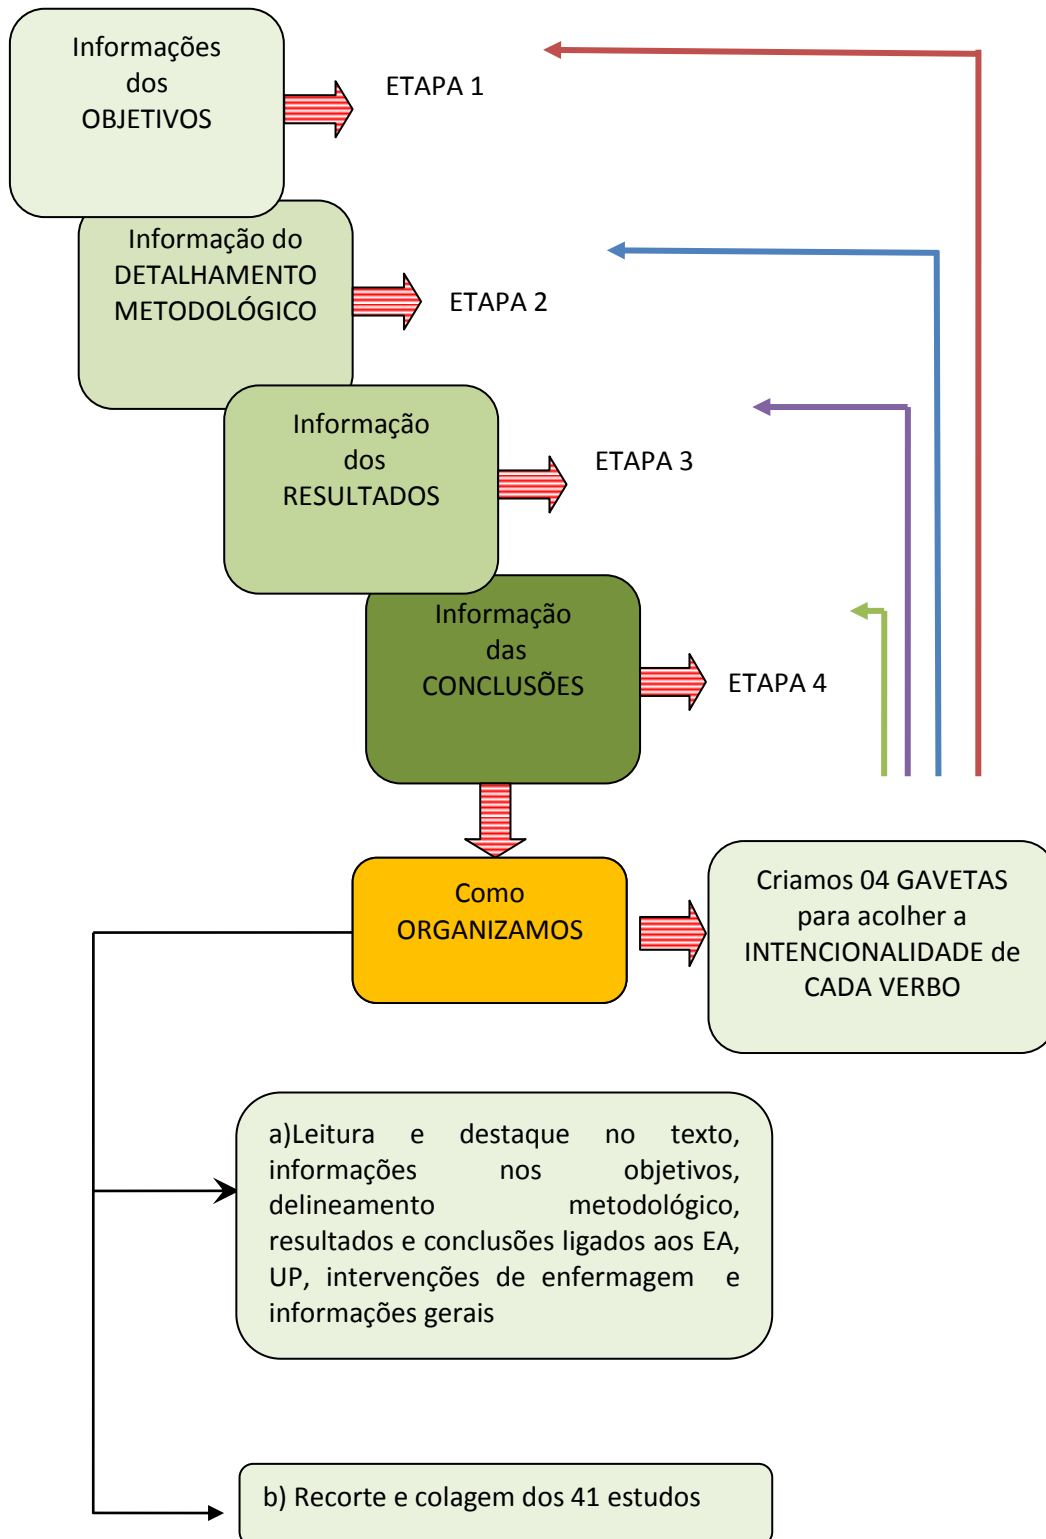 Informações
dos
OBJETIVOS
ETAPA 1
Informação do
DETALHAMENTO
METODOLÓGICO
ETAPA 2
Informação
dos
RESULTADOS
ETAPA 3
Informação
das
CONCLUSÕES
ETAPA 4
Como
ORGANIZAMOS
Criamos 04 GAVETAS
para acolher a
INTENCIONALIDADE de
CADA VERBO
a)Leitura e destaque no texto,
informações nos objetivos,
delineamento metodológico,
resultados e conclusões ligados aos EA,
UP, intervenções de enfermagem e
informações gerais
b) Recorte e colagem dos 41 estudos